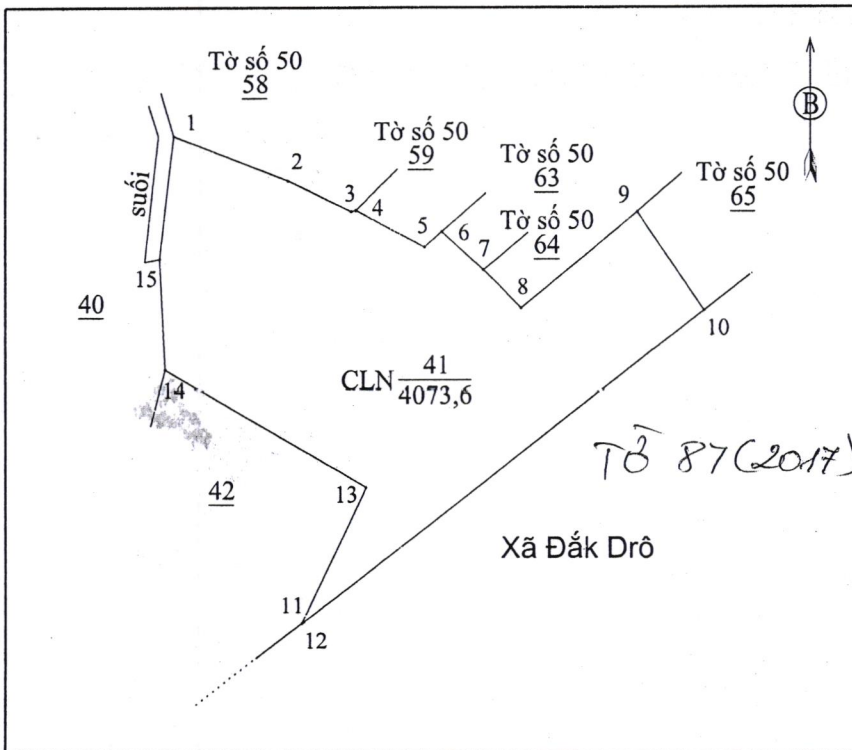 Tờ số 50
58
B
1
Tờ số 50
59
2
Tờ số 50
63
Tờ số 50
65
9
3
4
5
6
Tờ số 50
64
7
suối
8
15
40
10
CLN 41
4073,6
14
TỜ 87 (2017)
42
13
Xã Đắk Drô
11
12